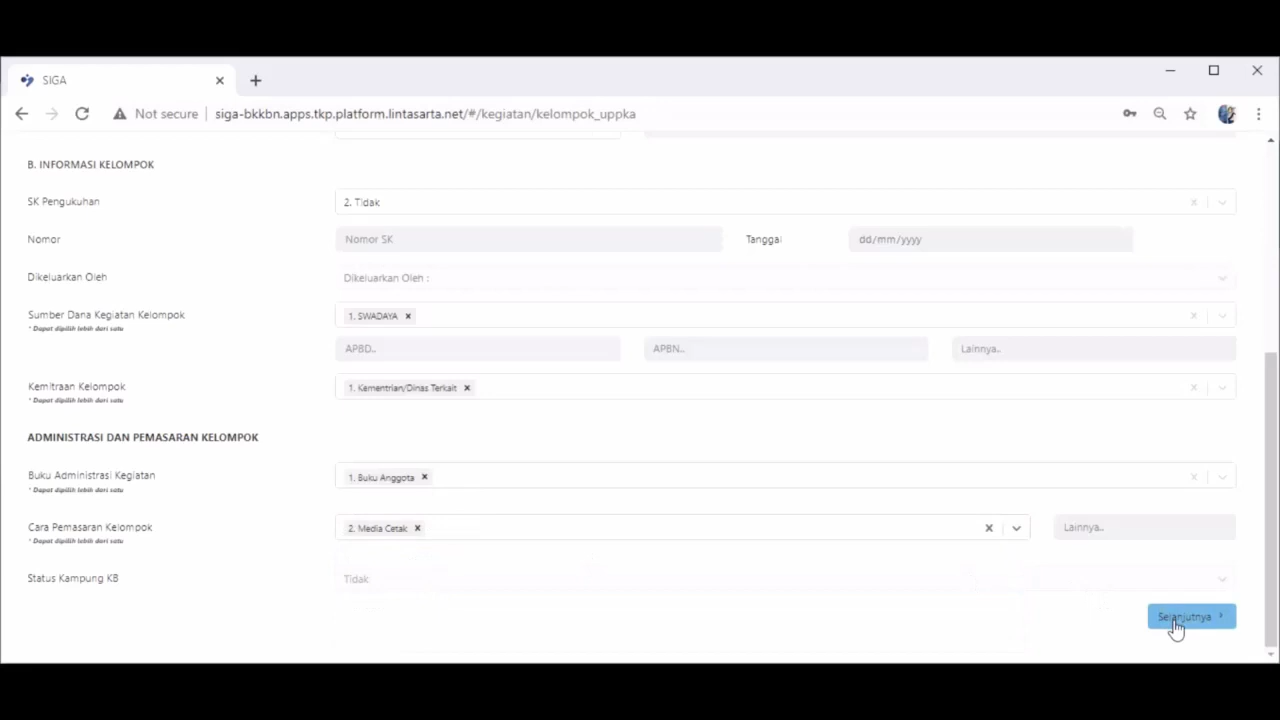 SIGA
Not secure
siga-bkkbn.apps.tkp.platform.lintasarta.net/#/kegiatan/kelompok_uppka
B. INFORMASI KELOMPOK
SK Pengukuhan
2. Tidak
Nomor
Nomor SK
Tanggal
dd/mm/yyyy
Dikeluarkan Oleh
Dikeluarkan Oleh :
Sumber Dana Kegiatan Kelompok
* Dapat dipilih lebih dari satu
1. SWADAYA
APBD..
APBN..
Lainnya..
Kemitraan Kelompok
* Dapat dipilih lebih dari satu
1. Kementrian/Dinas Terkait
ADMINISTRASI DAN PEMASARAN KELOMPOK
Buku Administrasi Kegiatan
* Dapat dipilih lebih dari satu
1. Buku Anggota
Cara Pemasaran Kelompok
* Dapat dipilih lebih dari satu
2. Media Cetak
Lainnya..
Status Kampung KB
Tidak
Selanjutnya